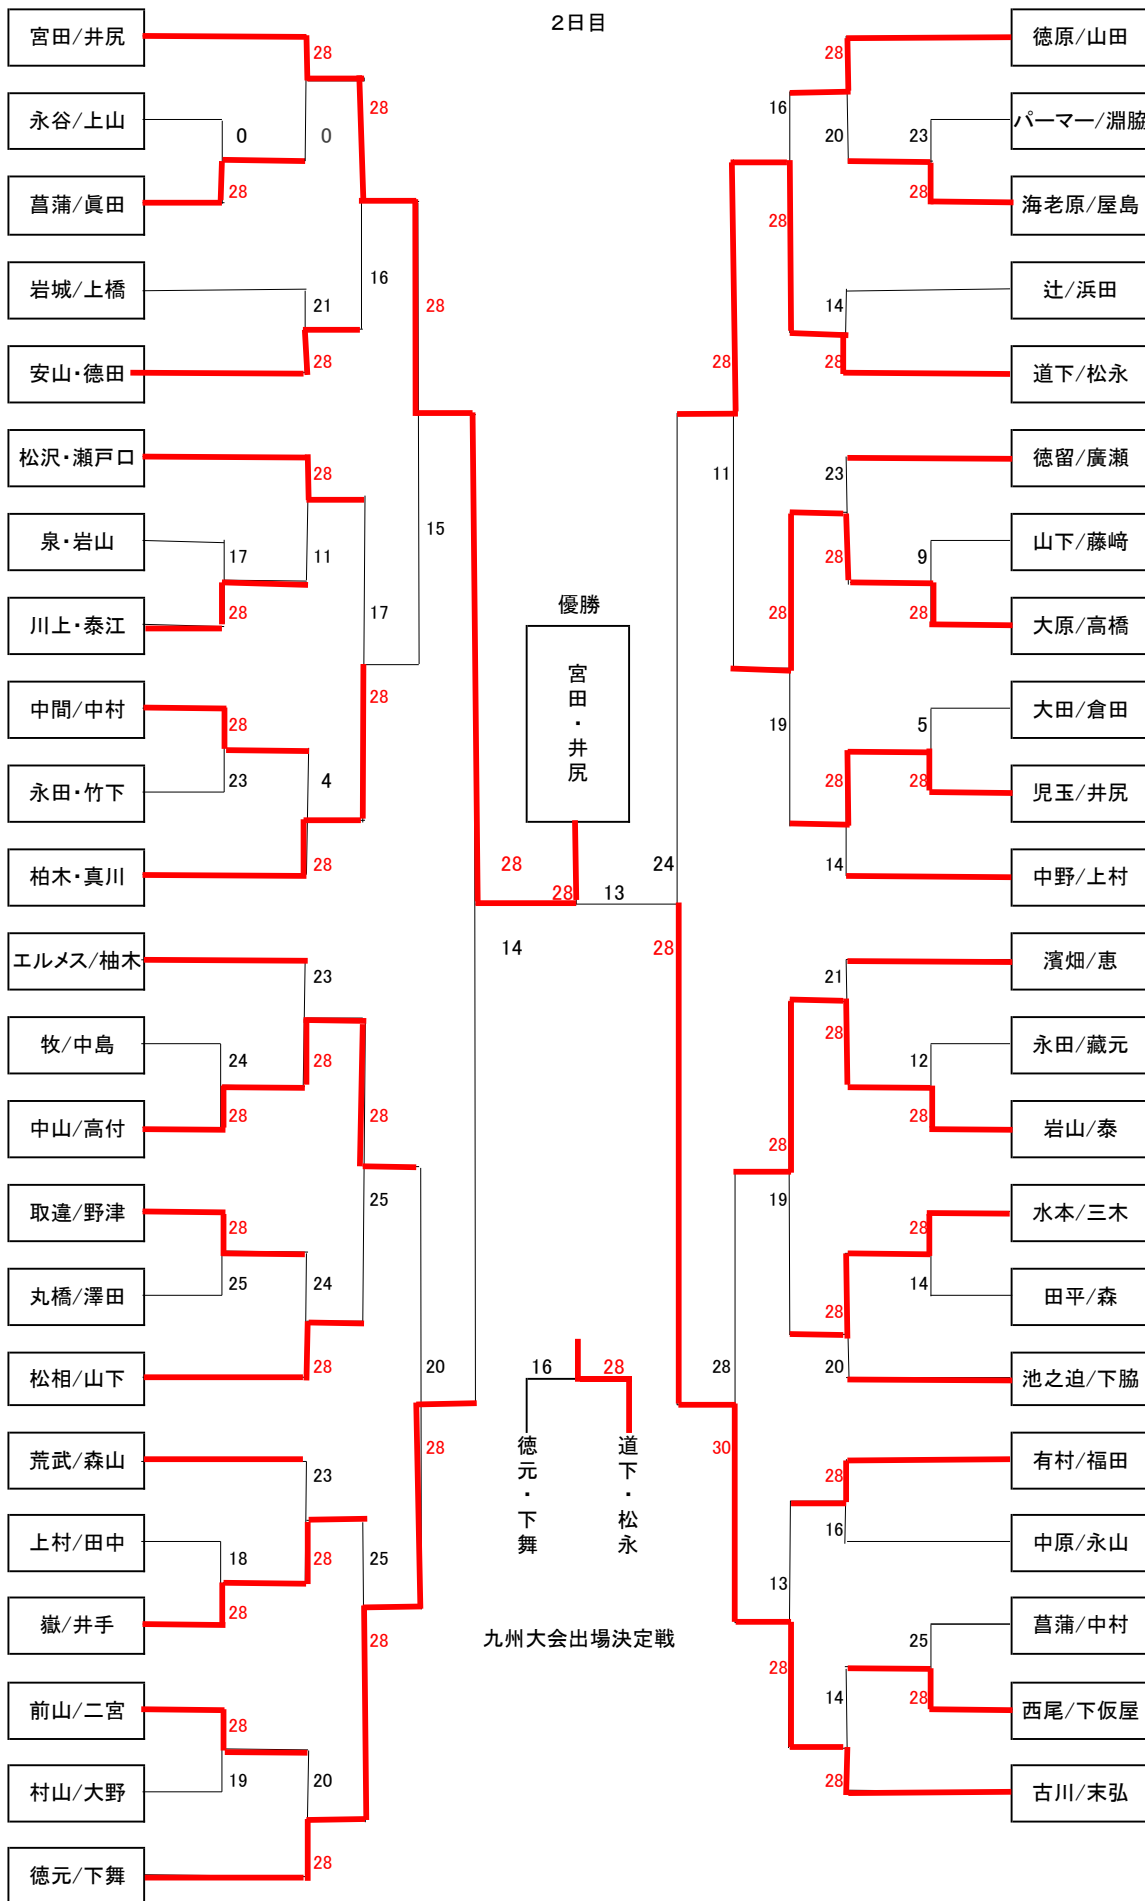 2日目
宮田/井尻
28
永谷/上山
0
0
28
菖蒲/眞田
28
岩城/上橋
21
16
安山・徳田
28
28
松沢・瀬戸口
28
泉・岩山
17
11
15
川上・泰江
28
17
中間/中村
28
28
永田・竹下
23
4
柏木・真川
28
エルメス/柚木
23
牧/中島
24
28
中山/高付
28
28
取違/野津
28
25
丸橋/澤田
25
24
松相/山下
28
20
荒武/森山
23
28
上村/田中
18
28
25
嶽/井手
28
28
前山/二宮
28
村山/大野
19
20
徳元/下舞
28
優勝
宮田・井尻
28
28
13
24
14
28
16
28
徳元・下舞
道下・松永
九州大会出場決定戦
徳原/山田
28
16
パーマー/淵脇
20
23
海老原/屋島
28
28
辻/浜田
14
道下/松永
28
28
徳留/廣瀬
23
11
山下/藤﨑
28
9
大原/高橋
28
28
大田/倉田
5
19
児玉/井尻
28
28
中野/上村
14
濱畑/恵
21
永田/藏元
28
12
岩山/泰
28
28
水本/三木
28
19
田平/森
28
14
池之迫/下脇
20
28
有村/福田
28
30
中原/永山
16
13
菖蒲/中村
25
西尾/下仮屋
28
14
28
古川/末弘
28